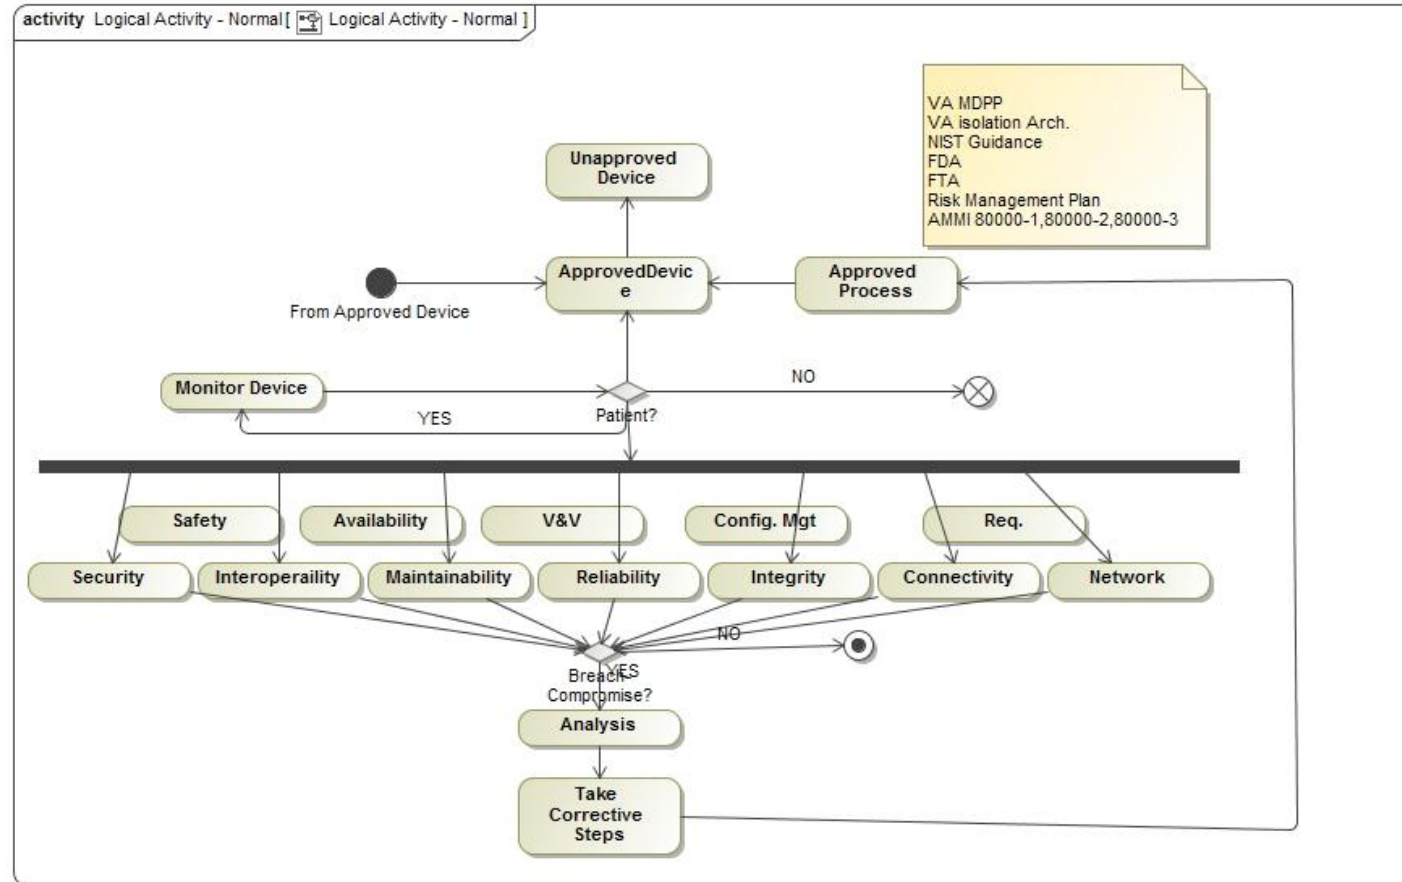 activity Logical Activity - Normal [ Logical Activity - Normal ]
VA MDPP
VA isolation Arch.
NIST Guidance
FDA
FTA
Risk Management Plan
AMMI 80000-1,80000-2,80000-3
Unapproved
Device
ApprovedDevic
e
Approved
Process
From Approved Device
Monitor Device
NO
Patient?
YES
Safety
Availability
V&V
Config. Mgt
Req.
Security
Interoperaility
Maintainability
Reliability
Integrity
Connectivity
Network
NO
YES
Breach-
Compromise?
Analysis
Take
Corrective
Steps